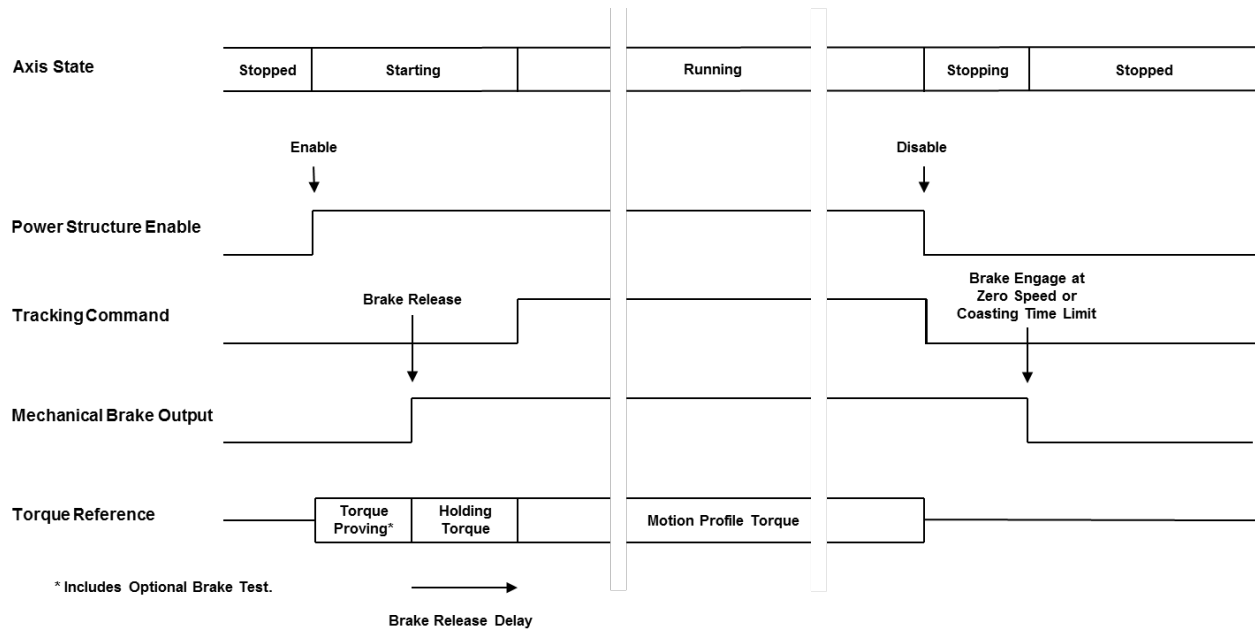 Axis State
Stopped
Starting
Running
Stopping
Stopped
Enable
Disable
Power Structure Enable
Brake Release
Brake Engage at
Zero Speed or
Coasting Time Limit
Tracking Command
Mechanical Brake Output
Torque Reference
Torque
Proving*
Holding
Torque
Motion Profile Torque
* Includes Optional Brake Test.
Brake Release Delay